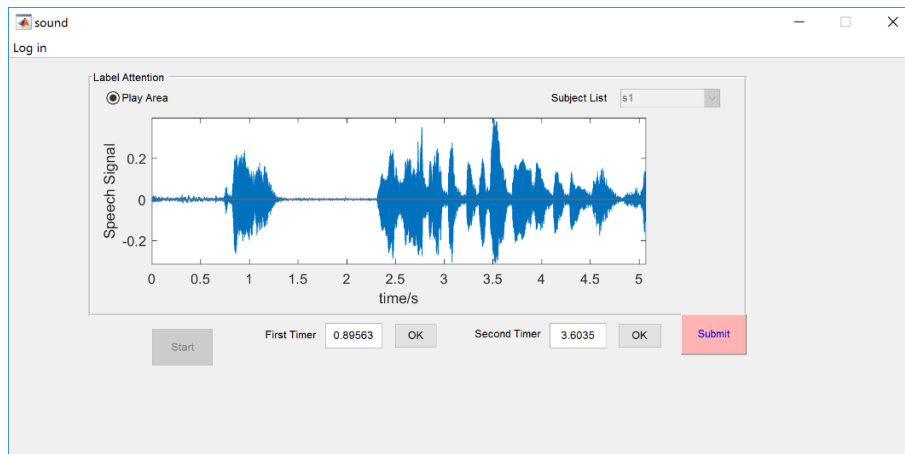 sound
Log in
Label Attention
Play Area
Subject List s1
Speech Signal
0.2
0
-0.2
0 0.5 1 1.5 2 2.5 3 3.5 4 4.5 5
time/s
Start
First Timer 0.89563 OK Second Timer 3.6035 OK Submit